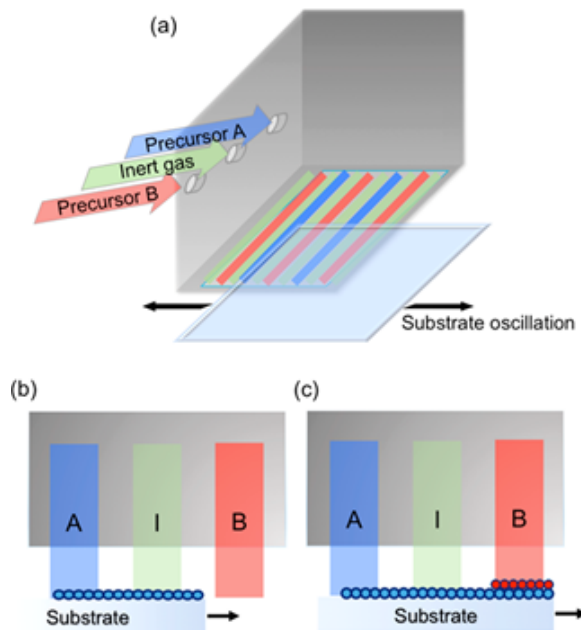 (a)
Precursor A
Inert gas
Precursor B
Substrate oscillation
(b)
(c)
A I B
A I B
Substrate
Substrate